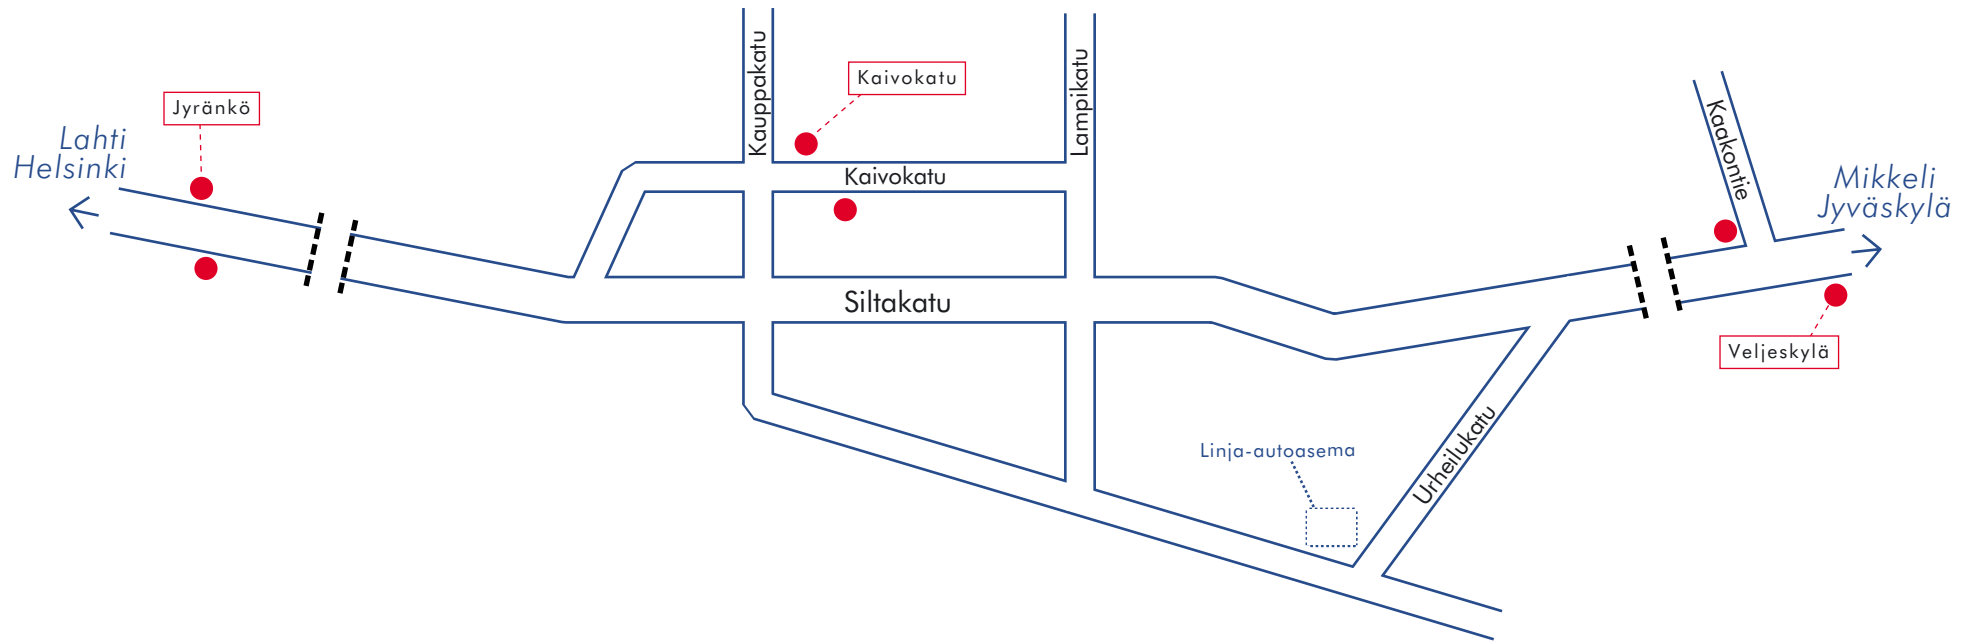 Kauppakatu
Kaivokatu
Lampikatu
Jyränkö
Lahti
Helsinki
Kaivokatu
Kaakontie
Mikkeli
Jyväskylä
Siltakatu
Veljeskylä
Linja-autoasema
Urheilukatu